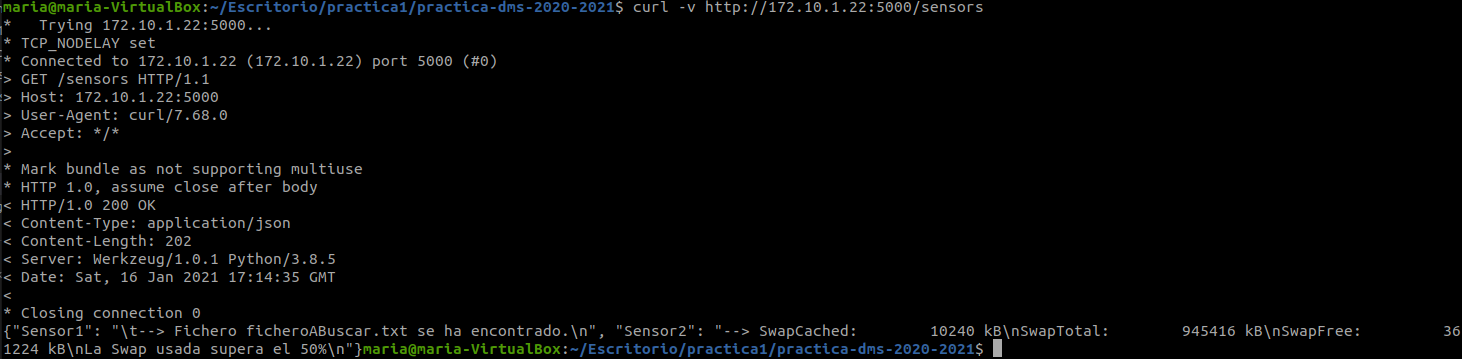 maria@maria-VirtualBox:~/Escritorio/practica1/practica-dms-2020-2021$ curl -v http://172.10.1.22:5000/sensors
*   Trying 172.10.1.22:5000...
* TCP_NODELAY set
* Connected to 172.10.1.22 (172.10.1.22) port 5000 (#0)
> GET /sensors HTTP/1.1
> Host: 172.10.1.22:5000
> User-Agent: curl/7.68.0
> Accept: */*
>
* Mark bundle as not supporting multiuse
* HTTP 1.0, assume close after body
< HTTP/1.0 200 OK
< Content-Type: application/json
< Content-Length: 202
< Server: Werkzeug/1.0.1 Python/3.8.5
< Date: Sat, 16 Jan 2021 17:14:35 GMT
<
* Closing connection 0
{"Sensor1": "\t--> Fichero ficheroABuscar.txt se ha encontrado.\n", "Sensor2": "--> SwapCached:        10240 kB\nSwapTotal:        945416 kB\nSwapFree:         36
1224 kB\nLa Swap usada supera el 50%\n"}maria@maria-VirtualBox:~/Escritorio/practica1/practica-dms-2020-2021$